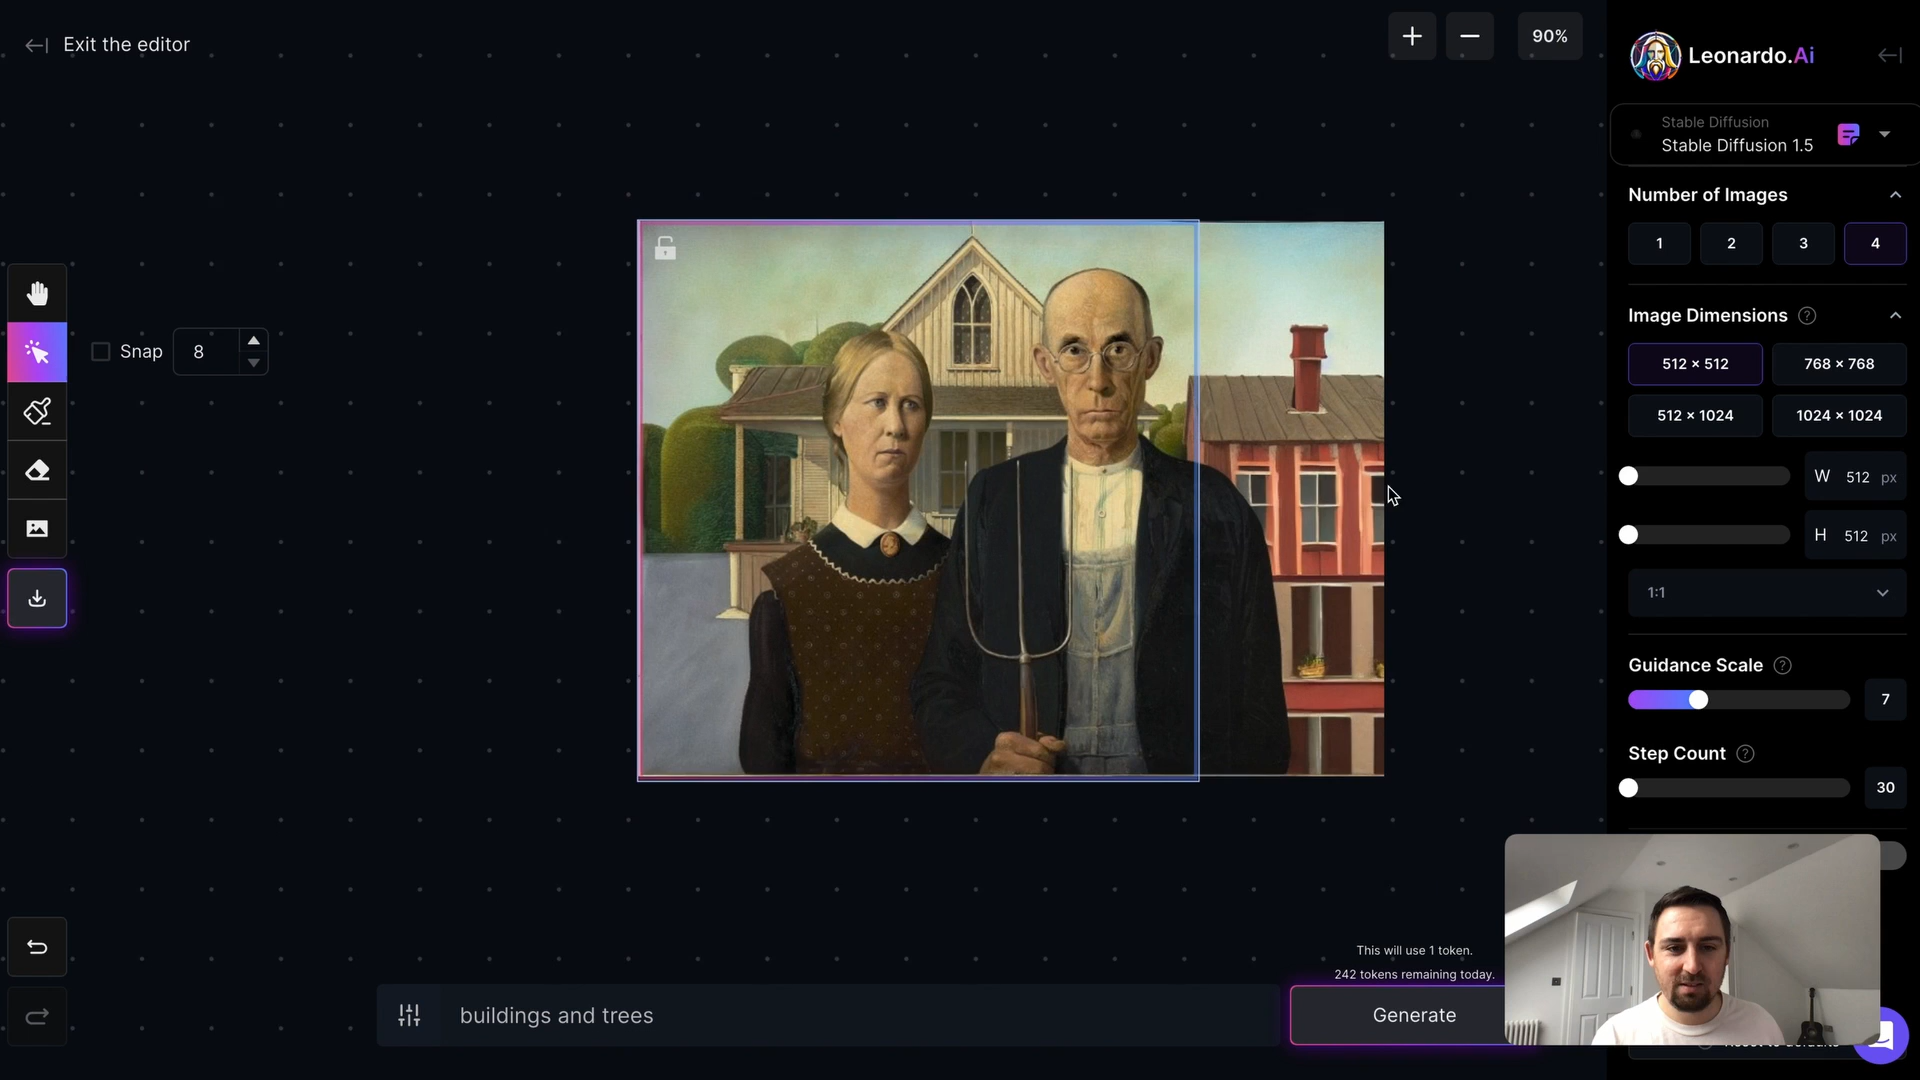 Exit the editor
90%
Leonardo.Ai
Stable Diffusion
Stable Diffusion 1.5
Number of Images
1 2 3 4
Image Dimensions ?
512 × 512 768 × 768
512 × 1024 1024 × 1024
Snap 8
W 512 px
H 512 px
1:1
Guidance Scale ?
7
Step Count ?
30
This will use 1 token.
242 tokens remaining today.
buildings and trees
Generate